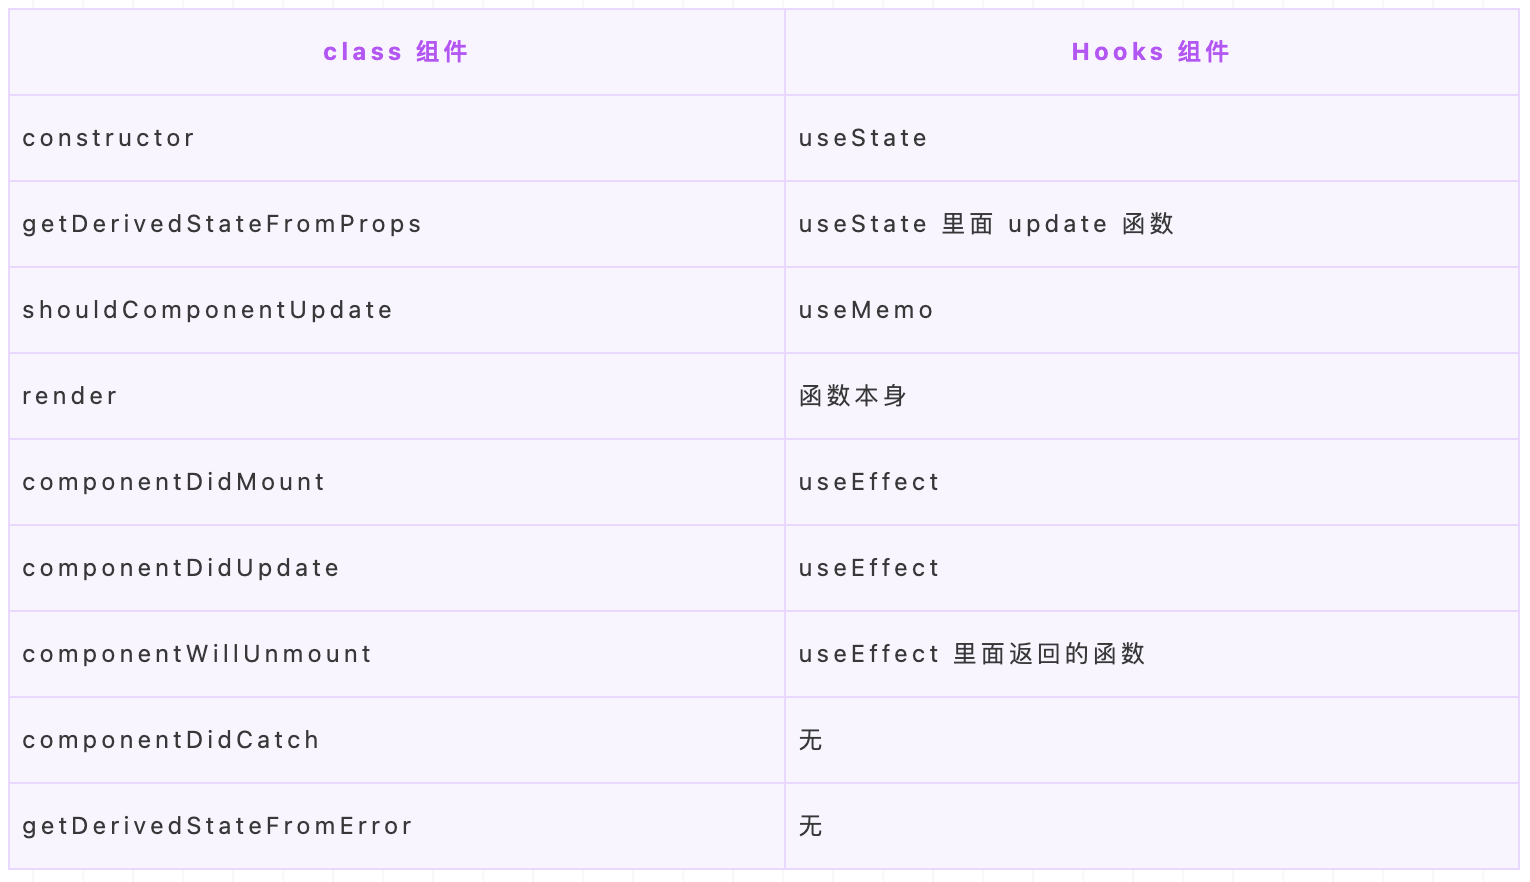 class 组件 Hooks 组件
constructor useState
getDerivedStateFromProps useState 里面 update 函数
shouldComponentUpdate useMemo
render 函数本身
componentDidMount useEffect
componentDidUpdate useEffect
componentWillUnmount useEffect 里面返回的函数
componentDidCatch 无
getDerivedStateFromError 无